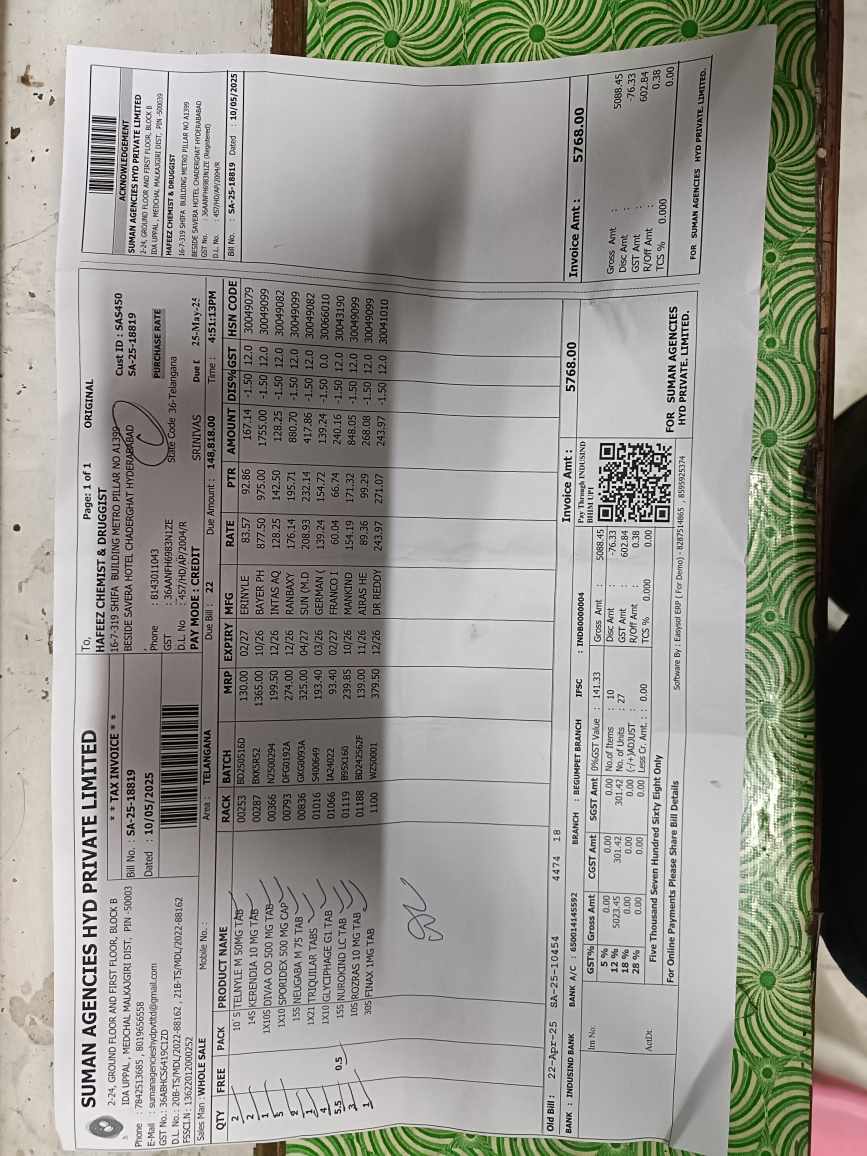 SUMAN AGENCIES HYD PRIVATE LIMITED
2-24, GROUND FLOOR AND FIRST FLOOR, BLOCK B
IDA UPPAL, MEDCHAL MALKAJGIRI DIST, PIN -50003
Phone : 7842513685 , 8019656558
E-Mail : sumanagencieshydpvtltd@gmail.com
GST No.: 36ABHCS6419C1ZD
D.L. No.: 20B-TS/MDL/2022-88162 , 21B-TS/MDL/2022-88162
FSSCI.N : 13622012000252
* * TAX INVOICE * *
Bill No. : SA-25-18819
Dated : 10/05/2025
To, Page: 1 of 1 ORIGINAL
HAFEEZ CHEMIST & DRUGGIST
16-7-319 SHIFA BUILDING METRO PILLAR NO A1399
BESIDE SAVERA HOTEL CHADERGHAT HYDERABABAD
Cust ID : SAS450
SA-25-18819
Phone : 8143011043
GST : 36AANFH6983N1ZE
D.L. No : 457/HD/AP/2004/R
PURCHASE RATE
State Code 36-Telangana
PAY MODE : CREDIT SRINIVAS Due 25-May-25
Sales Man : WHOLE SALE Mobile No. : Area : TELANGANA Due Bill : 22 Due Amount : 148,818.00 Time : 4:51:13PM
QTY FREE PACK PRODUCT NAME RACK BATCH MRP EXPIRY MFG RATE PTR AMOUNT DIS% GST HSN CODE
2 10`S TELNYLE M 50MG TAB 00253 BD250516D 130.00 02/27 ERINYLE 83.57 92.86 167.14 -1.50 12.0 30049079
2 14S KERENDIA 10 MG TAB 00287 BXK5RS2 1365.00 10/26 BAYER PH 877.50 975.00 1755.00 -1.50 12.0 30049099
1 1X10S DIVAA OD 500 MG TAB 00366 N2500294 199.50 12/26 INTAS AQ 128.25 142.50 128.25 -1.50 12.0 30049082
5 1X10 SPORIDEX 500 MG CAP 00793 DFG0192A 274.00 12/26 RANBAXY 176.14 195.71 880.70 -1.50 12.0 30049099
2 15S NEUGABA M 75 TAB 00836 GKG0093A 325.00 04/27 SUN (M.D 208.93 232.14 417.86 -1.50 12.0 30049082
1 1X21 TRIQUILAR TABS 01016 S400649 193.40 03/26 GERMAN ( 139.24 154.72 139.24 -1.50 0.0 30066010
4 1X10 GLYCIPHAGE G1 TAB 01066 IA24022 93.40 02/27 FRANCO I 60.04 66.74 240.16 -1.50 12.0 30043190
5.5 0.5 15S NUROKIND LC TAB 01119 B9SX160 239.85 10/26 MANKIND 154.19 171.32 848.05 -1.50 12.0 30049099
3 10S ROZRAS 10 MG TAB 01188 BD242562F 139.00 11/26 AIRAS HE 89.36 99.29 268.08 -1.50 12.0 30049099
1 30S FINAX 1MG TAB 1100 WZS0001 379.50 12/26 DR REDDY 243.97 271.07 243.97 -1.50 12.0 30041010
Old Bill : 22-Apr-25 SA-25-10454 4474 18
Invoice Amt : 5768.00
BANK : INDUSIND BANK BANK A/C : 650014145592 BRANCH : BEGUMPET BRANCH IFSC : INDB0000004
Pay Through INDUSIND
BHIM UPI
GST% Gross Amt CGST Amt SGST Amt
5 % 0.00 0.00 0.00
12 % 5023.45 301.42 301.42
18 % 0.00 0.00 0.00
28 % 0.00 0.00 0.00
0%GST Value : 141.33
No.of Items : 10
No. of Units : 27
(-/+)ADJUST :
Less Cr. Amt. : 0.00
Gross Amt : 5088.45
Disc Amt : -76.33
GST Amt : 602.84
R/Off Amt : 0.38
TCS % 0.000 0.00
Five Thousand Seven Hundred Sixty Eight Only
For Online Payments Please Share Bill Details
FOR SUMAN AGENCIES
HYD PRIVATE LIMITED.
Software By : Easysol ERP ( For Demo) - 8287514865 , 8595925374
ACKNOWLEDGEMENT
SUMAN AGENCIES HYD PRIVATE LIMITED
2-24, GROUND FLOOR AND FIRST FLOOR, BLOCK B
IDA UPPAL, MEDCHAL MALKAJGIRI DIST, PIN -500039
HAFEEZ CHEMIST & DRUGGIST
16-7-319 SHIFA BUILDING METRO PILLAR NO A1399
BESIDE SAVERA HOTEL CHADERGHAT HYDERABABAD
GST No. : 36AANFH6983N1ZE (Registered)
D.L. No. : 457/HD/AP/2004/R
Bill No. : SA-25-18819 Dated : 10/05/2025
Invoice Amt : 5768.00
Gross Amt : 5088.45
Disc Amt : -76.33
GST Amt : 602.84
R/Off Amt : 0.38
TCS % 0.000 0.00
FOR SUMAN AGENCIES HYD PRIVATE. LIMITED.